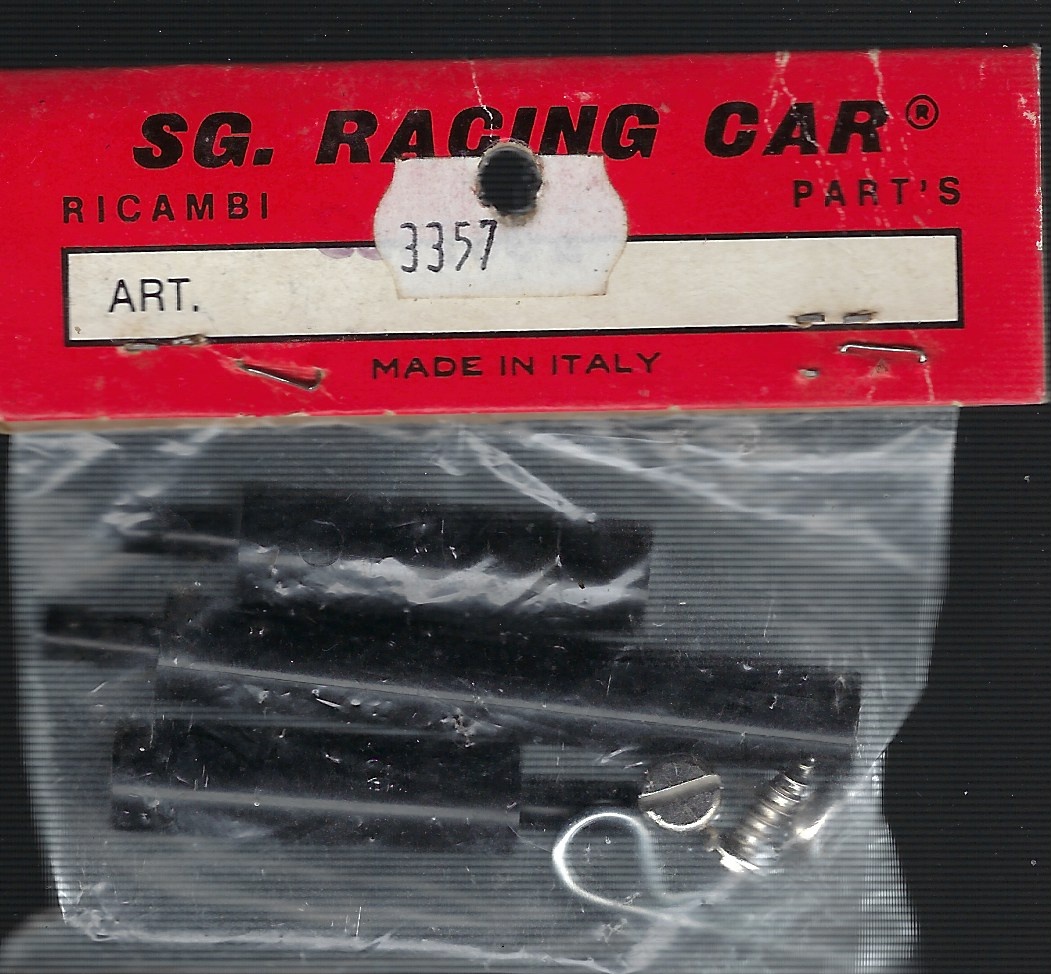 SG. RACING CAR®
RICAMBI
PART'S
3357
ART.
MADE IN ITALY